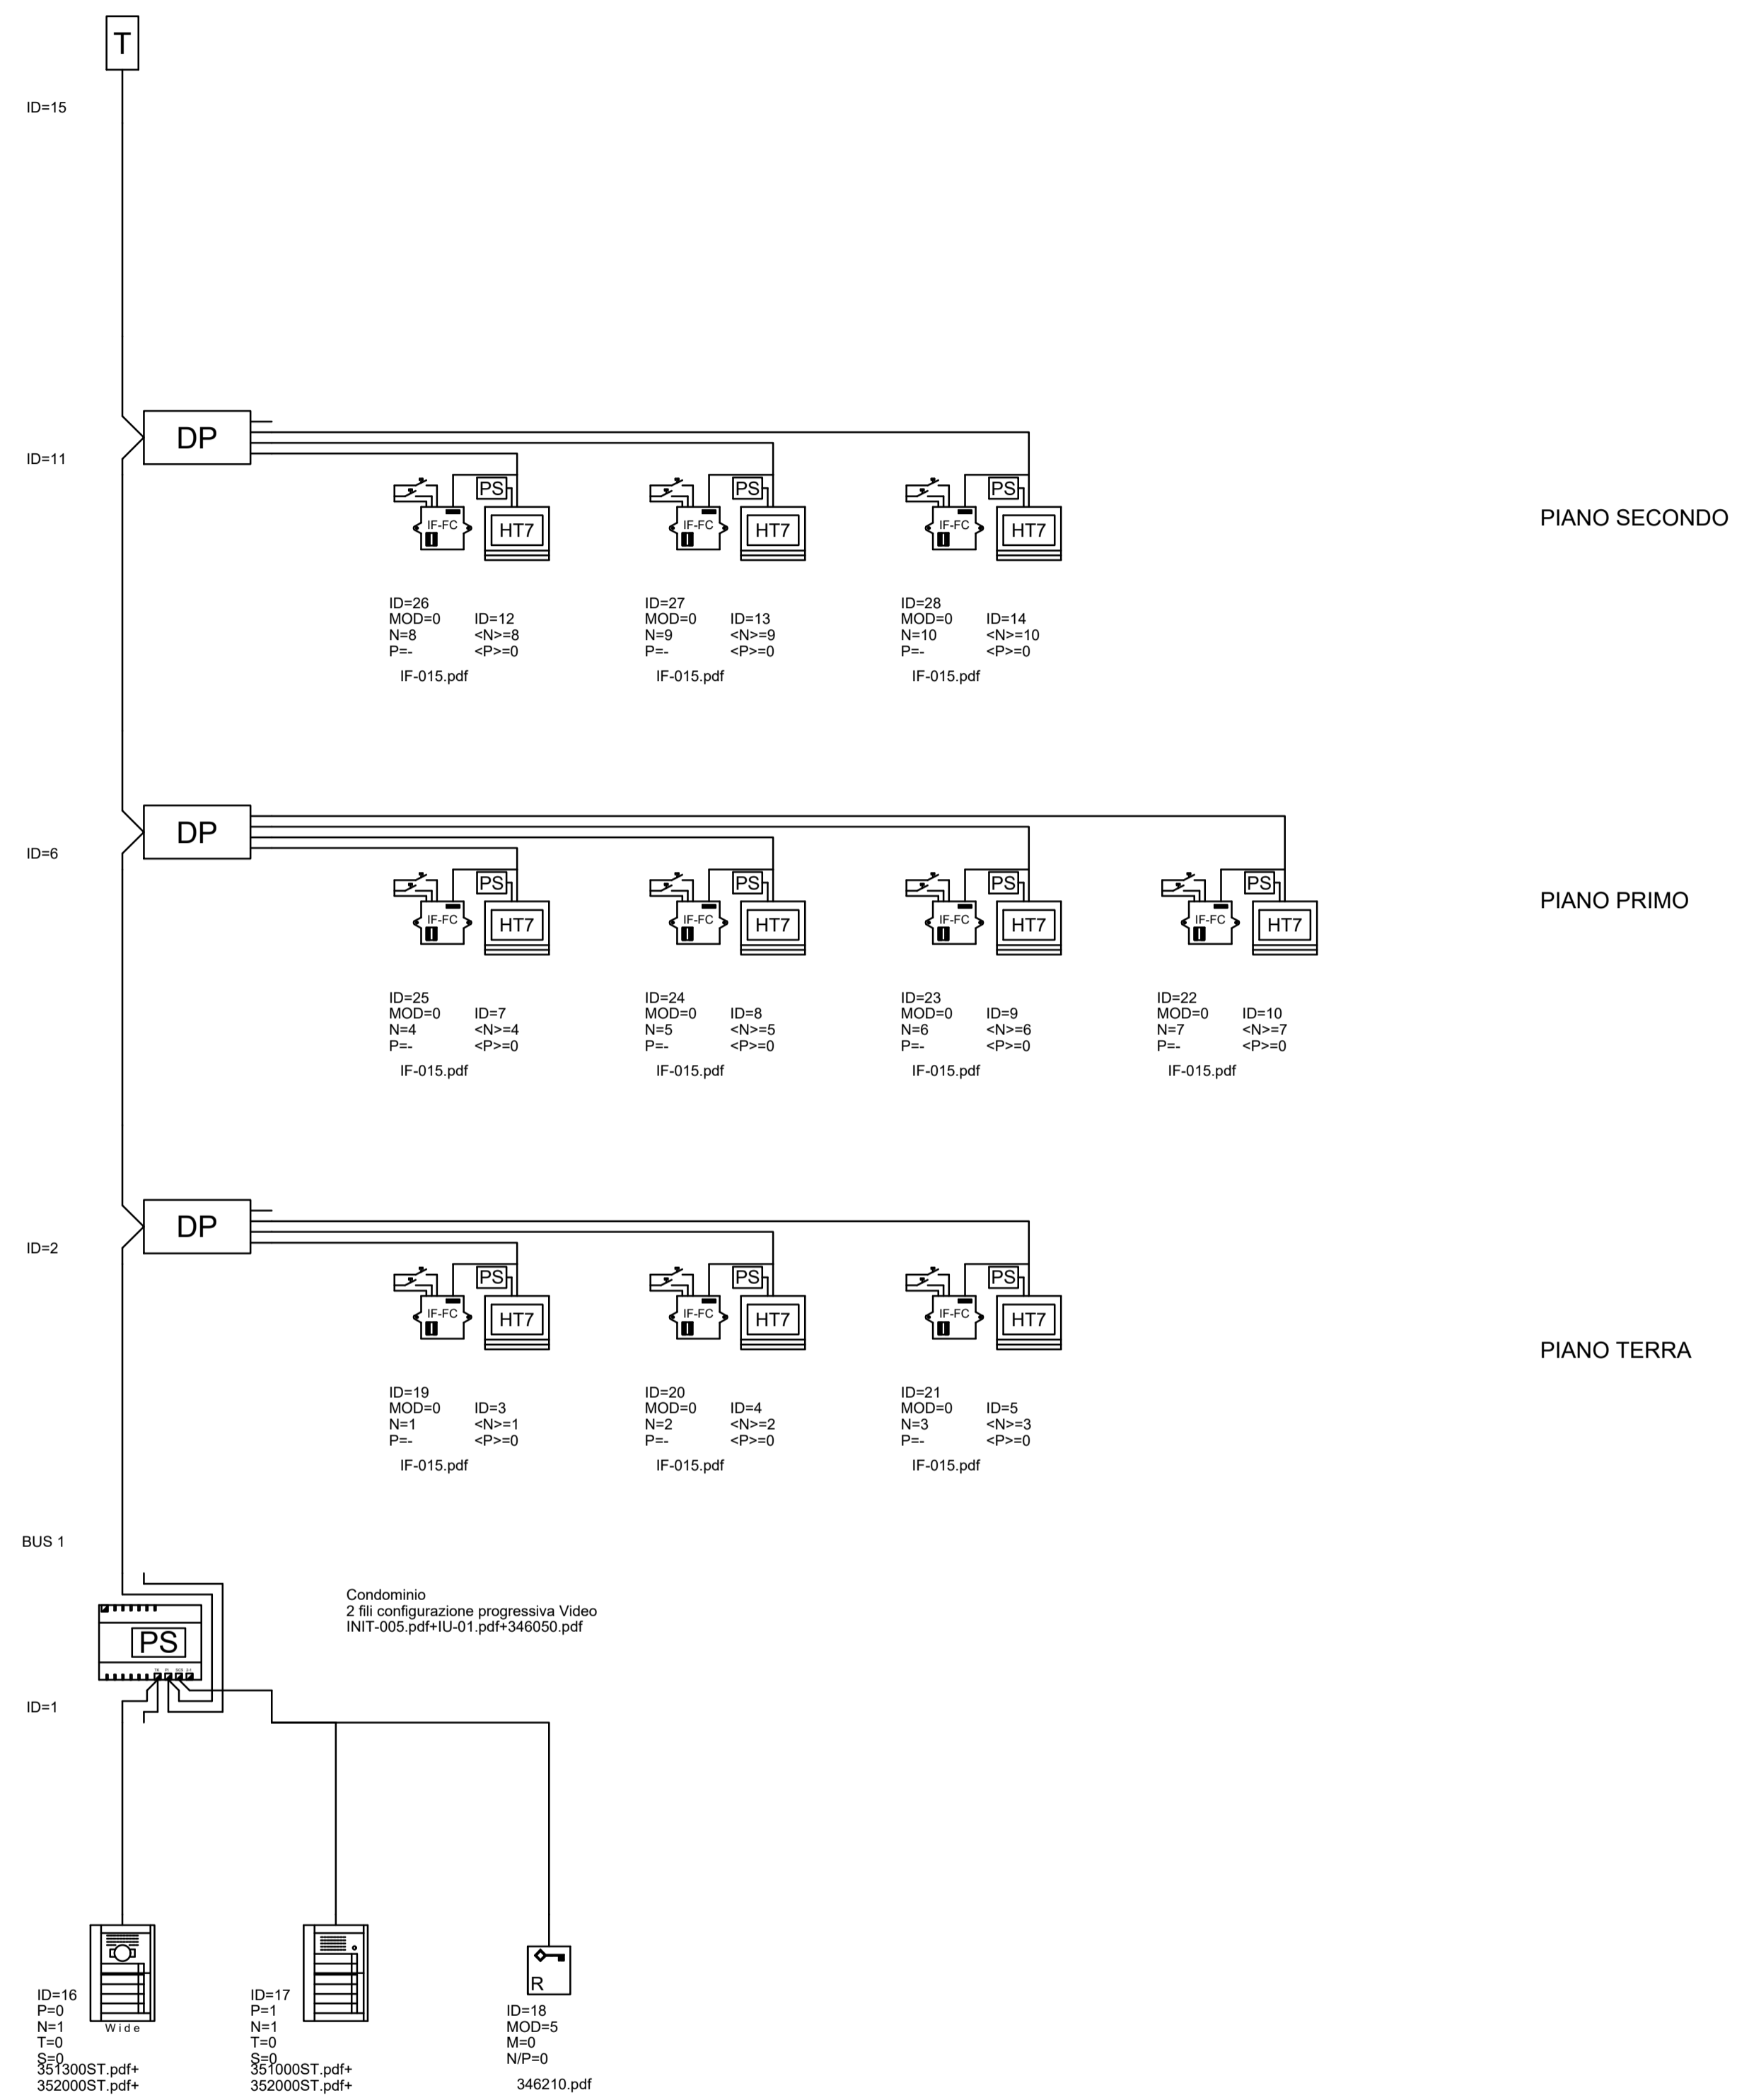 T
ID=15
DP
ID=11
PS
PS
PS
IF-FC
HT7
IF-FC
HT7
IF-FC
HT7
PIANO SECONDO
ID=26
MOD=0
N=8
P=-
ID=12
<N>=8
<P>=0
IF-015.pdf
ID=27
MOD=0
N=9
P=-
ID=13
<N>=9
<P>=0
IF-015.pdf
ID=28
MOD=0
N=10
P=-
ID=14
<N>=10
<P>=0
IF-015.pdf
DP
ID=6
PS
PS
PS
PS
IF-FC
HT7
IF-FC
HT7
IF-FC
HT7
IF-FC
HT7
PIANO PRIMO
ID=25
MOD=0
N=4
P=-
ID=7
<N>=4
<P>=0
IF-015.pdf
ID=24
MOD=0
N=5
P=-
ID=8
<N>=5
<P>=0
IF-015.pdf
ID=23
MOD=0
N=6
P=-
ID=9
<N>=6
<P>=0
IF-015.pdf
ID=22
MOD=0
N=7
P=-
ID=10
<N>=7
<P>=0
IF-015.pdf
DP
ID=2
PS
PS
PS
IF-FC
HT7
IF-FC
HT7
IF-FC
HT7
PIANO TERRA
ID=19
MOD=0
N=1
P=-
ID=3
<N>=1
<P>=0
IF-015.pdf
ID=20
MOD=0
N=2
P=-
ID=4
<N>=2
<P>=0
IF-015.pdf
ID=21
MOD=0
N=3
P=-
ID=5
<N>=3
<P>=0
IF-015.pdf
BUS 1
PS
ID=1
Condominio
2 fili configurazione progressiva Video
INIT-005.pdf+IU-01.pdf+346050.pdf
Wide
ID=16
P=0
N=1
T=0
S=0
351300ST.pdf+
352000ST.pdf+
ID=17
P=1
N=1
T=0
S=0
351000ST.pdf+
352000ST.pdf+
R
ID=18
MOD=5
M=0
N/P=0
346210.pdf